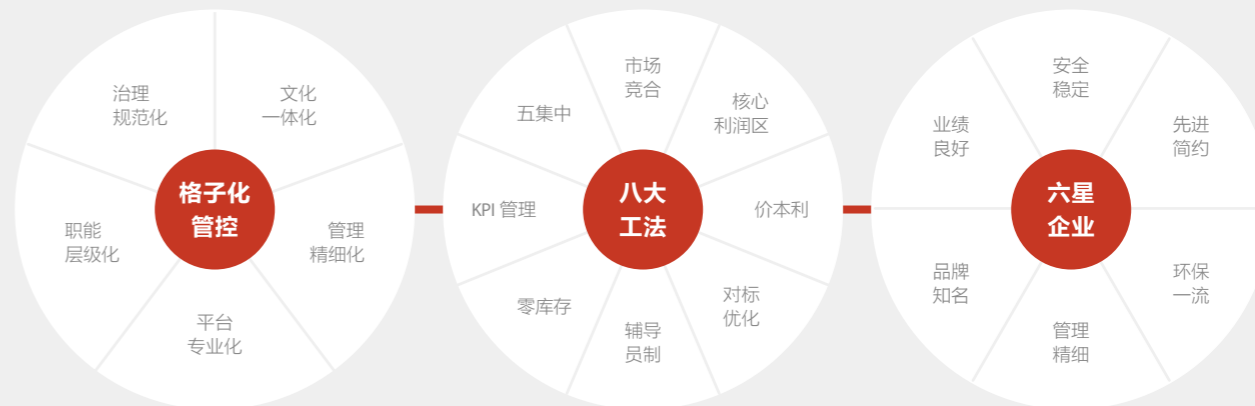 治理
规范化
文化
一体化
职能
层级化
格子化
管控
管理
精细化
平台
专业化
市场
竞合
五集中
核心
利润区
KPI 管理
八大
工法
价本利
零库存
对标
优化
辅导
员制
安全
稳定
业绩
良好
先进
简约
六星
企业
品牌
知名
环保
一流
管理
精细